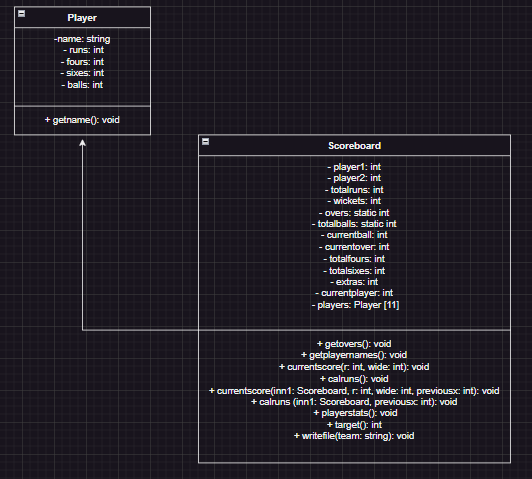 Player
-name: string
- runs: int
- fours: int
- sixes: int
- balls: int
+ getname(): void
Scoreboard
- player1: int
- player2: int
- totalruns: int
- wickets: int
- overs: static int
- totalballs: static int
- currentball: int
- currentover: int
- totalfours: int
- totalsixes: int
- extras: int
- currentplayer: int
- players: Player [11]
+ getovers(): void
+ getplayernames(): void
+ currentscore(r: int, wide: int): void
+ calruns(): void
+ currentscore(inn1: Scoreboard, r: int, wide: int, previousx: int): void
+ calruns (inn1: Scoreboard, previousx: int): void
+ playerstats(): void
+ target(): int
+ writefile(team: string): void